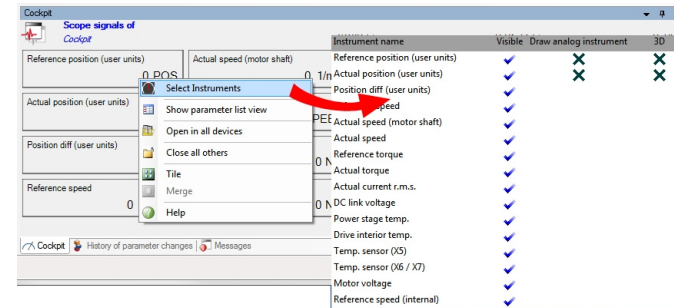 Cockpit
Scope signals of
Cockpit
Reference position (user units)
0 POS
Actual speed (motor shaft)
0 1/m
Actual position (user units)
Position diff (user units)
0 N
Reference speed
0
0 N
Select Instruments
Show parameter list view
Open in all devices
Close all others
Tile
Merge
Help
Cockpit
History of parameter changes
Messages
Instrument name Visible Draw analog instrument 3D
Reference position (user units)
Actual position (user units)
Position diff (user units)
speed
Actual speed (motor shaft)
Actual speed
Reference torque
Actual torque
Actual current r.m.s.
DC link voltage
Power stage temp.
Drive interior temp.
Temp. sensor (X5)
Temp. sensor (X6 / X7)
Motor voltage
Reference speed (internal)